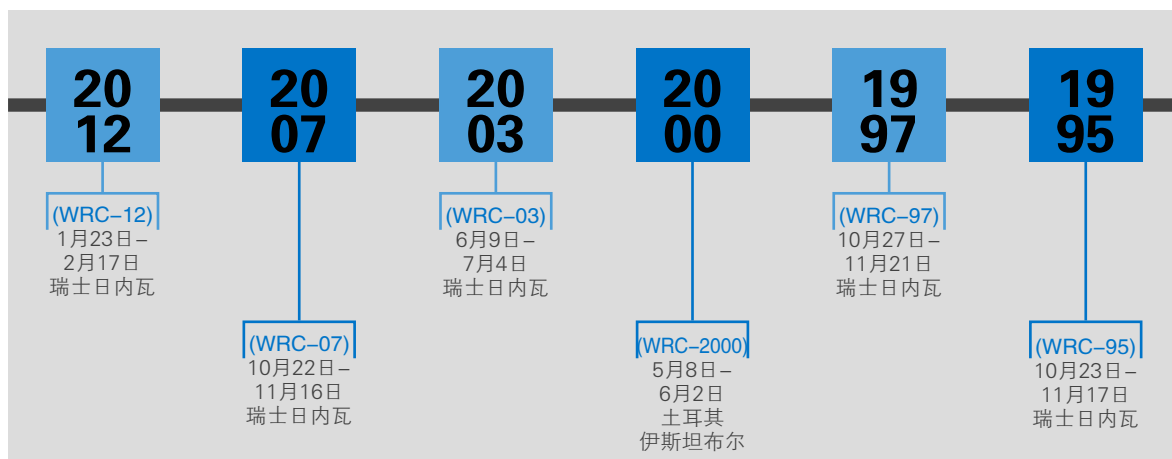 20
12
20
07
20
03
20
00
19
97
19
95
(WRC–12)
1月23日–
2月17日
瑞士日内瓦
(WRC–07)
10月22日–
11月16日
瑞士日内瓦
(WRC–03)
6月9日–
7月4日
瑞士日内瓦
(WRC–2000)
5月8日–
6月2日
土耳其
伊斯坦布尔
(WRC–97)
10月27日–
11月21日
瑞士日内瓦
(WRC–95)
10月23日–
11月17日
瑞士日内瓦